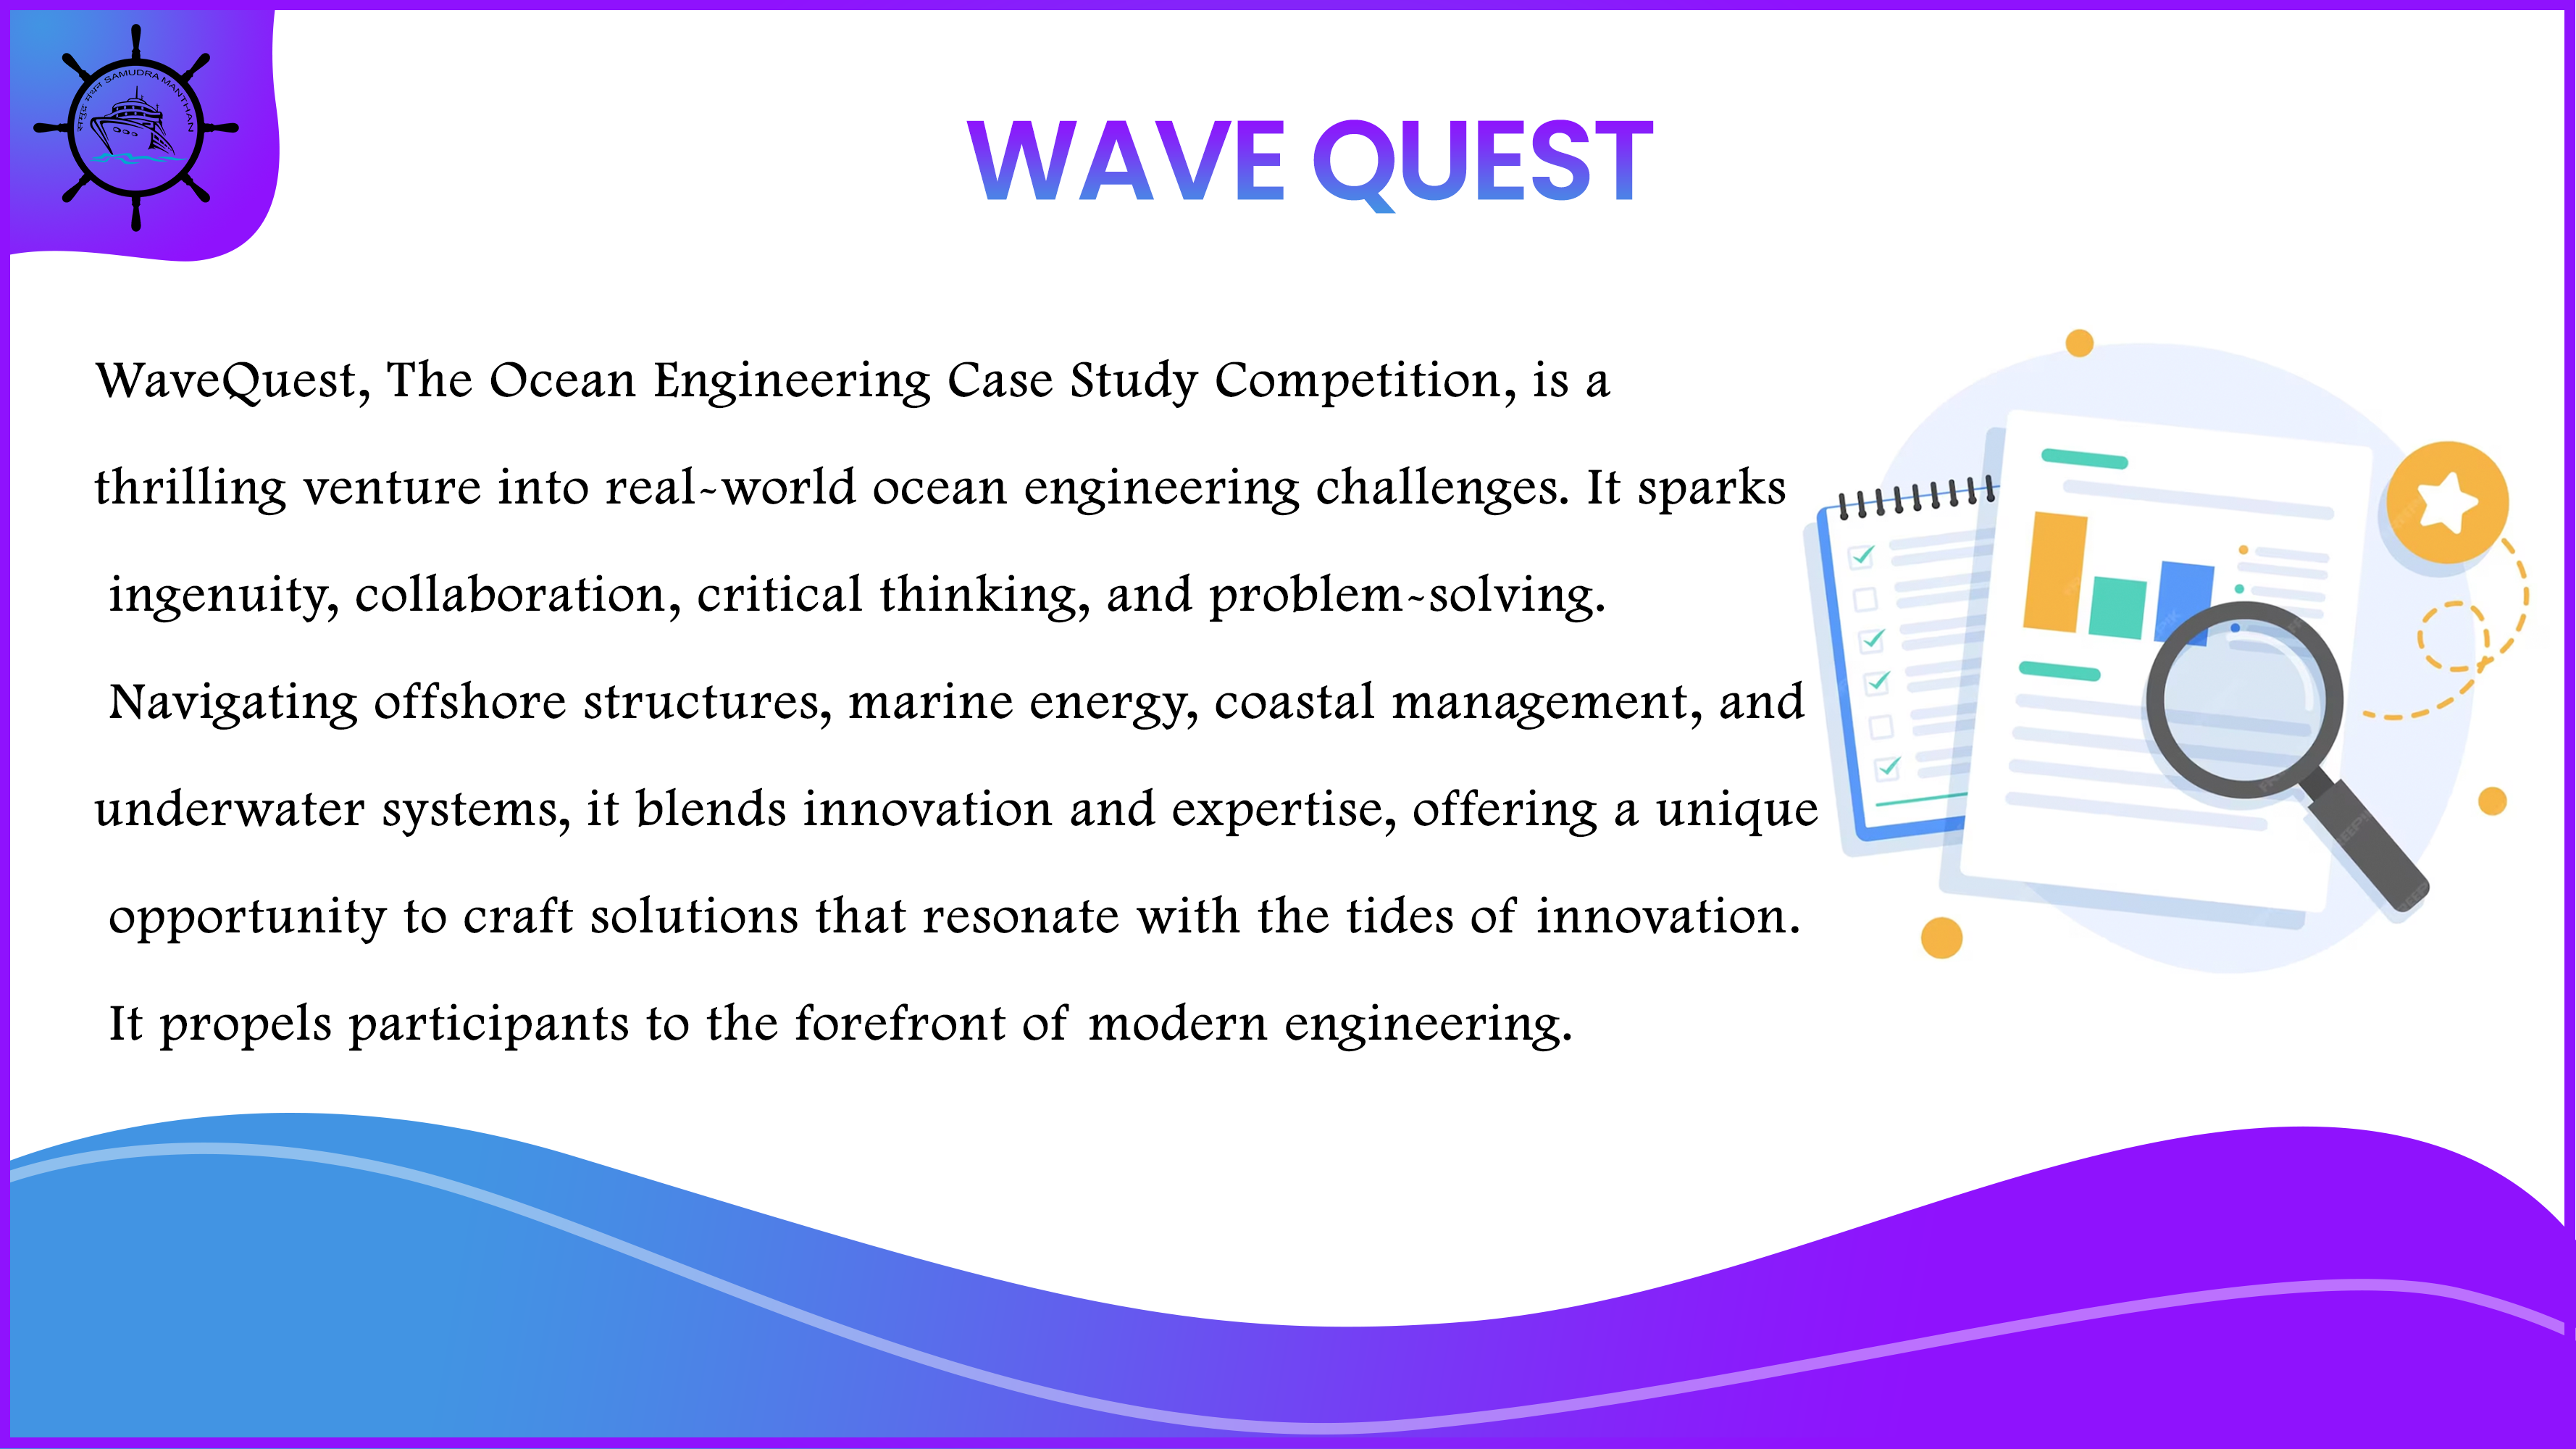 समुद्र मंथन SAMUDRA MANTHAN
WAVE QUEST
WaveQuest, The Ocean Engineering Case Study Competition, is a
thrilling venture into real-world ocean engineering challenges. It sparks
ingenuity, collaboration, critical thinking, and problem-solving.
Navigating offshore structures, marine energy, coastal management, and
underwater systems, it blends innovation and expertise, offering a unique
opportunity to craft solutions that resonate with the tides of innovation.
It propels participants to the forefront of modern engineering.